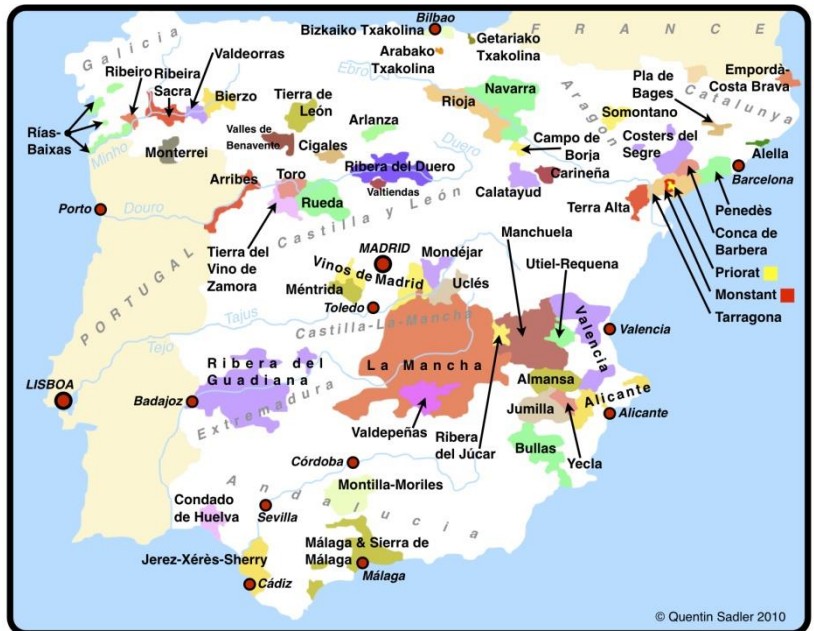 Bilbao
Bizkaiko Txakolina
F R A N C E
Getariako
Txakolina
Arabako
Txakolina
Galicia
Valdeorras
Ribeiro
Ribeira
Sacra
Bierzo
Tierra de
León
Ebro
Navarra
Rioja
Aragon
Pla de
Bages
Empordà-
Costa Brava
Catalunya
Somontano
Costers del
Segre
Rías-
Baixas
Minho
Monterrei
Valles de
Benavento
Arlanza
Cigales
Duero
Campo de
Borja
Cariñena
Alella
Barcelona
Arribes
Toro
Ribera del Duero
Valtiendas
Calatayud
Porto
Douro
Rueda
Castilla y León
Terra Alta
Penedès
Tierra del
Vino de
Zamora
MADRID
Mondéjar
Manchuela
Conca de
Barbera
Vinos de Madrid
Utiel-Requena
Priorat
Méntrida
Uclés
Monstant
Toledo
Tarragona
PORTUGAL
Tajus
Castilla-La-Mancha
Valencia
Valencia
Tejo
Ribera del
Guadiana
La Mancha
LISBOA
Almansa
Badajoz
Extremadura
Jumilla
Alicante
Alicante
Valdepeñas
Ribera
del Júcar
Bullas
Yecla
Córdoba
Montilla-Moriles
Andalucia
Condado
de Huelva
Sevilla
Jerez-Xérès-Sherry
Málaga & Sierra de
Málaga
Málaga
Cádiz
© Quentin Sadler 2010